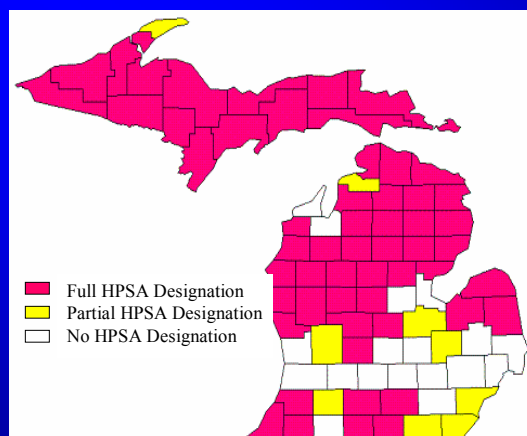 Full HPSA Designation
Partial HPSA Designation
No HPSA Designation